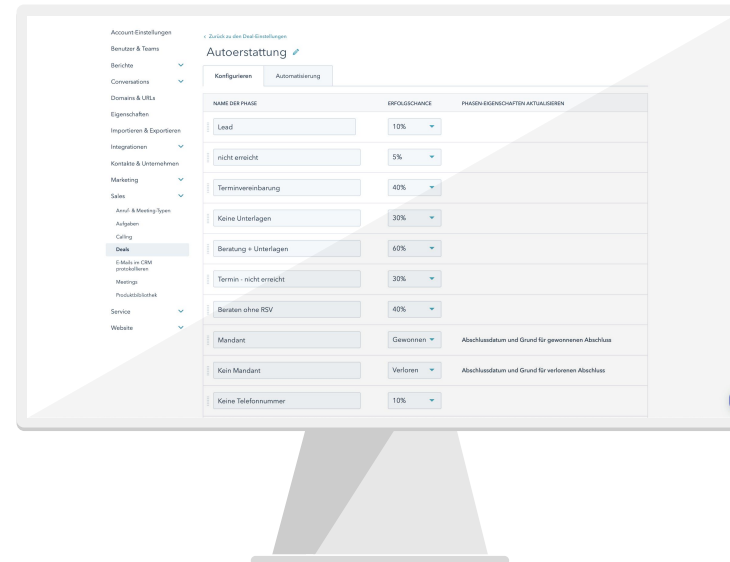 Account-Einstellungen
Benutzer & Teams
Berichte
Conversations
Domains & URLs
Eigenschaften
Importieren & Exportieren
Integrationen
Kontakte & Unternehmen
Marketing
Sales
Anruf- & Meeting-Typen
Aufgaben
Calling
Deals
E-Mails im CRM
protokollieren
Meetings
Produktbibliothek
Service
Website
‹ Zurück zu den Deal-Einstellungen
Autoerstattung
Konfigurieren Automatisierung
NAME DER PHASE ERFOLGSCHANCE PHASEN-EIGENSCHAFTEN AKTUALISIEREN
Lead 10%
nicht erreicht 5%
Terminvereinbarung 40%
Keine Unterlagen 30%
Beratung + Unterlagen 60%
Termin - nicht erreicht 30%
Beraten ohne RSV 40%
Mandant Gewonnen Abschlussdatum und Grund für gewonnenen Abschluss
Kein Mandant Verloren Abschlussdatum und Grund für verlorenen Abschluss
Keine Telefonnummer 10%